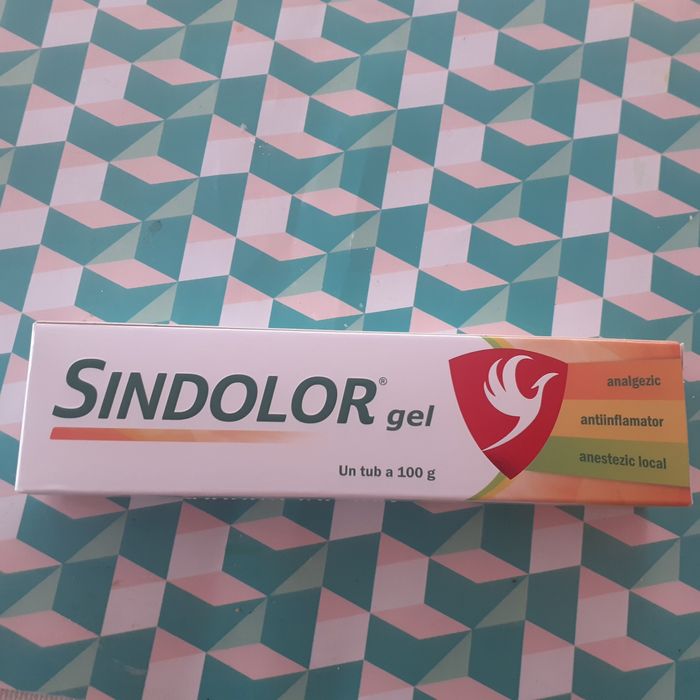 SINDOLOR® gel
Un tub a 100 g
analgezic
antiinflamator
anestezic local